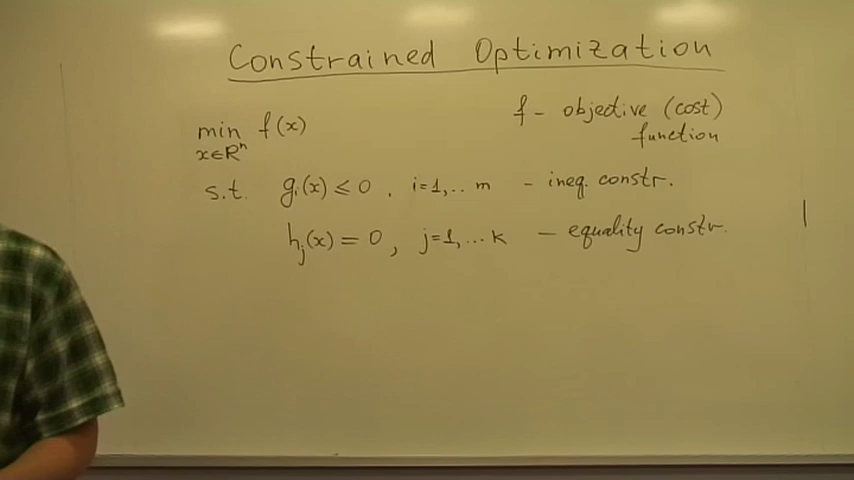 Constrained Optimization
min f(x) f - objective (cost)
x∈Rⁿ function
s.t. gᵢ(x) ≤ 0 , i=1,.. m - ineq. constr.
hⱼ(x) = 0 , j=1,... k - equality constr.